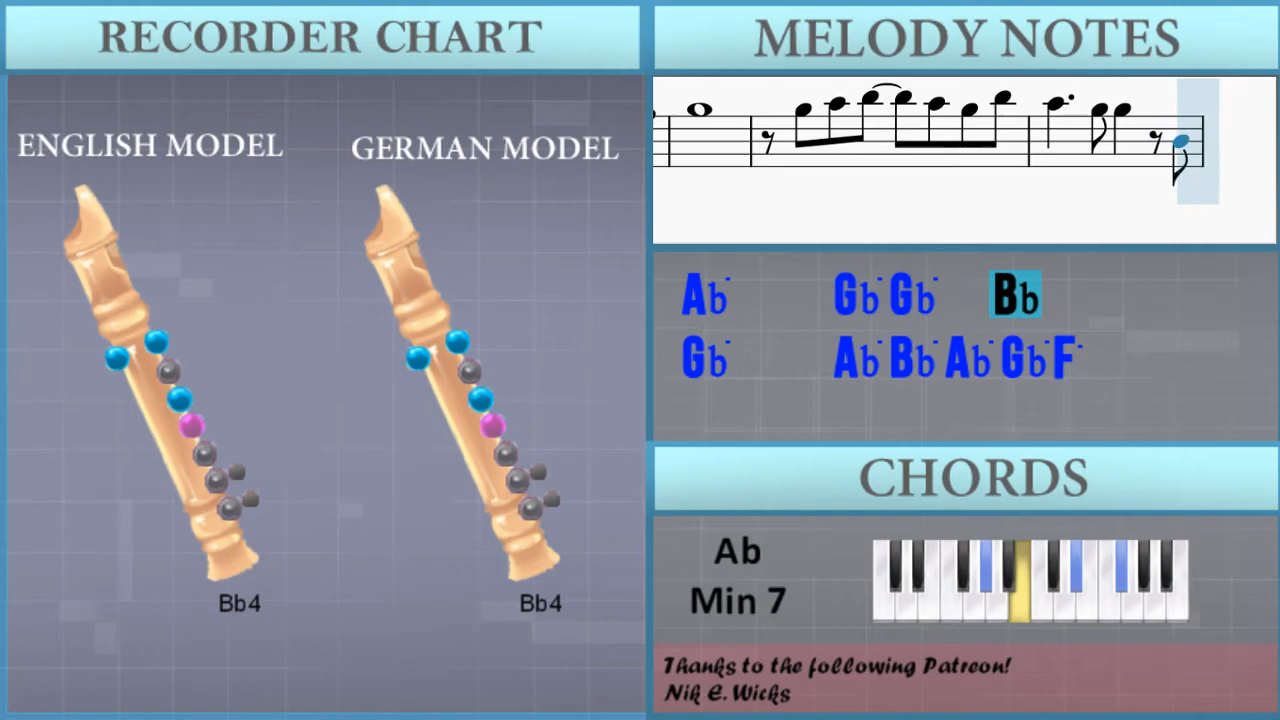 RECORDER CHART
ENGLISH MODEL
GERMAN MODEL
Bb4
Bb4
MELODY NOTES
Ab˙ Gb˙ Gb˙ Bb
Gb˙ Ab˙ Bb˙ Ab˙ Gb˙ F˙
CHORDS
Ab
Min 7
Thanks to the following Patreon!
Nik E. Wicks